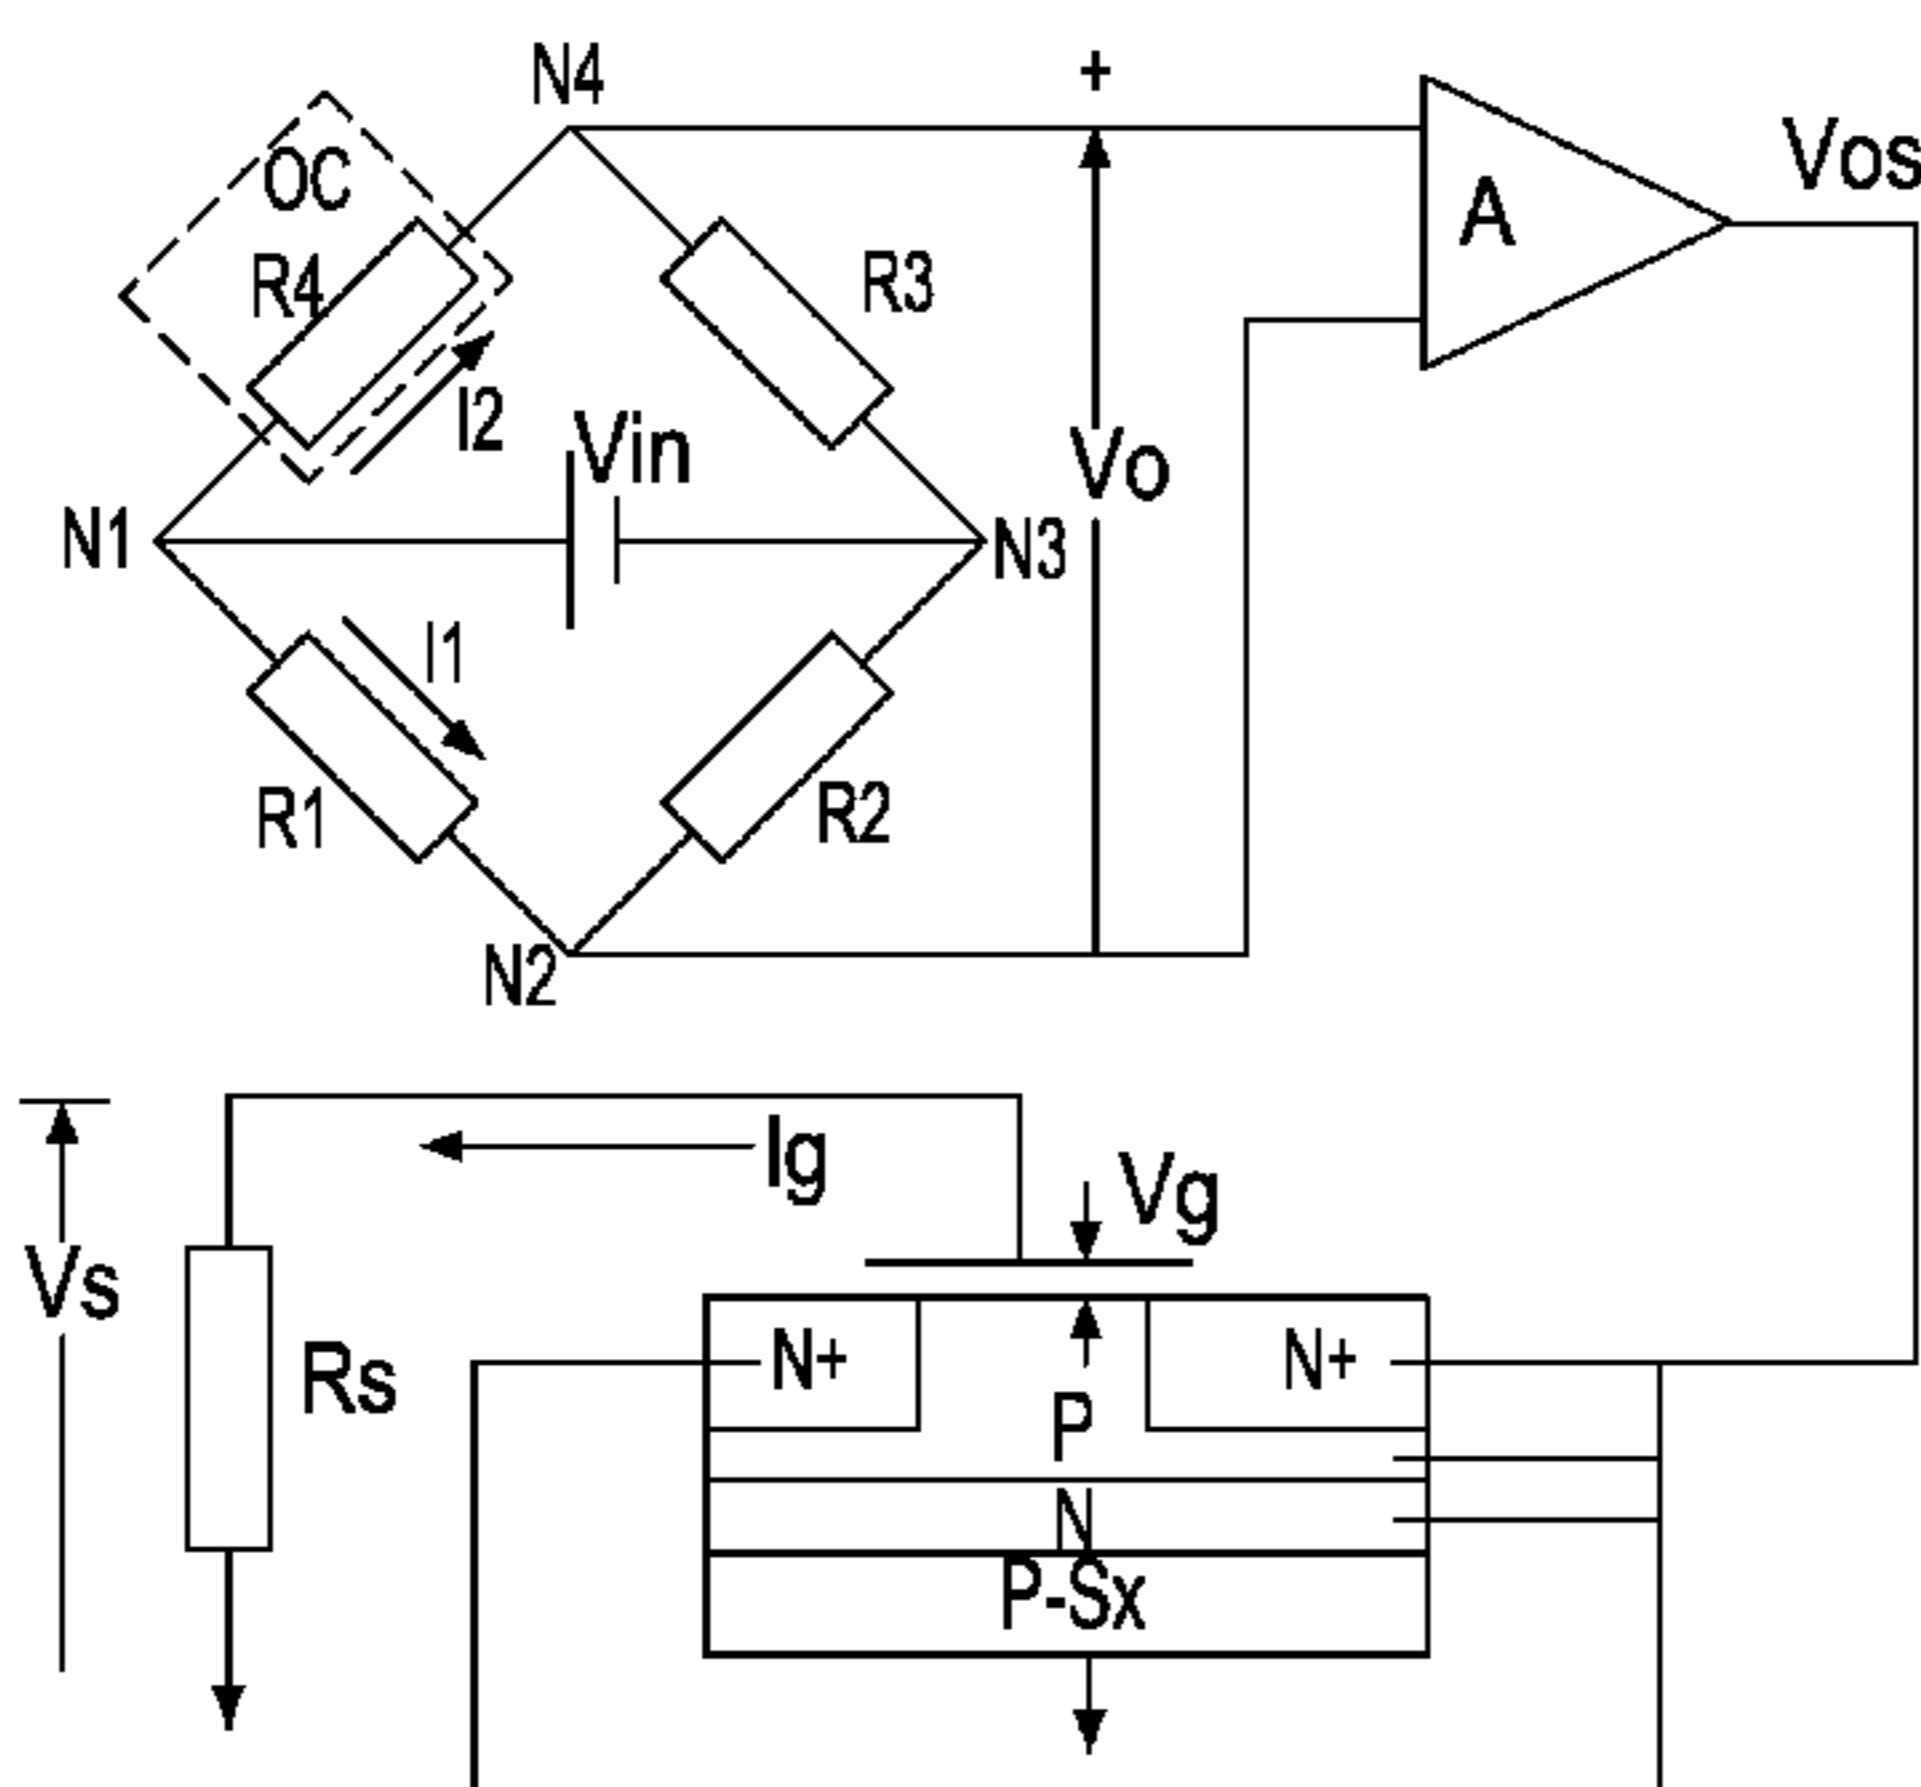 N4
+
OC
Vos
A
R4
R3
I2
Vin
Vo
N1
N3
I1
R1
R2
N2
Ig
Vg
Vs
Rs
N+
N+
P
N
P-Sx